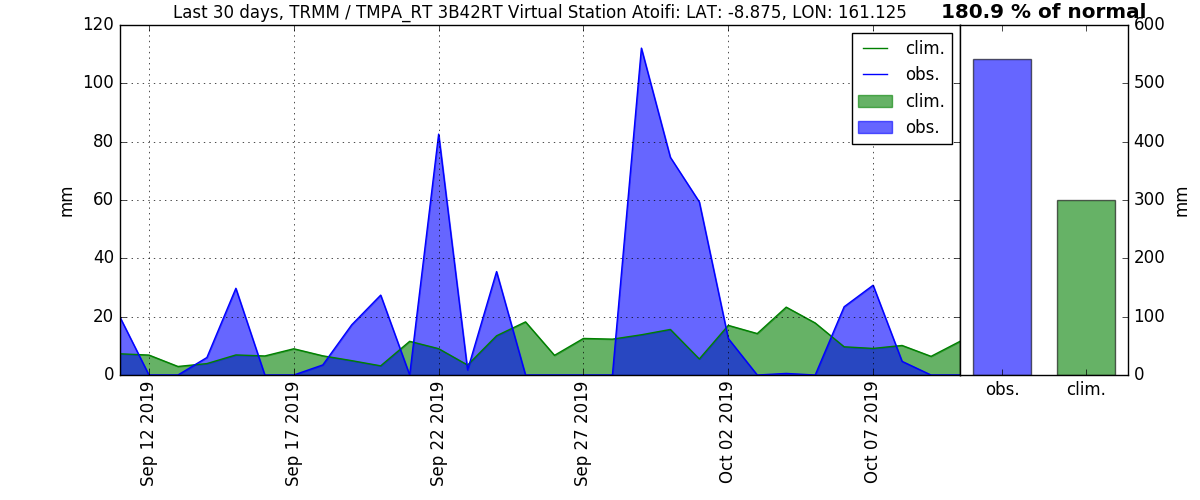 Last 30 days, TRMM / TMPA_RT 3B42RT Virtual Station Atoifi: LAT: -8.875, LON: 161.125
180.9 % of normal
120
100
80
60
40
20
0
mm
clim.
obs.
clim.
obs.
600
500
400
300
200
100
0
mm
Sep 12 2019
Sep 17 2019
Sep 22 2019
Sep 27 2019
Oct 02 2019
Oct 07 2019
obs.
clim.